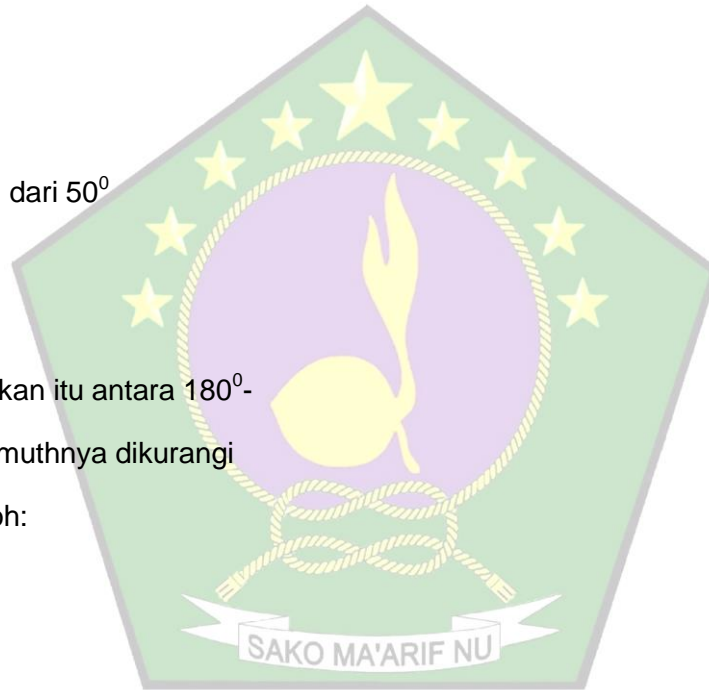 dari 50⁰
kan itu antara 180⁰-
muthnya dikurangi
oh:
SAKO MA'ARIF NU